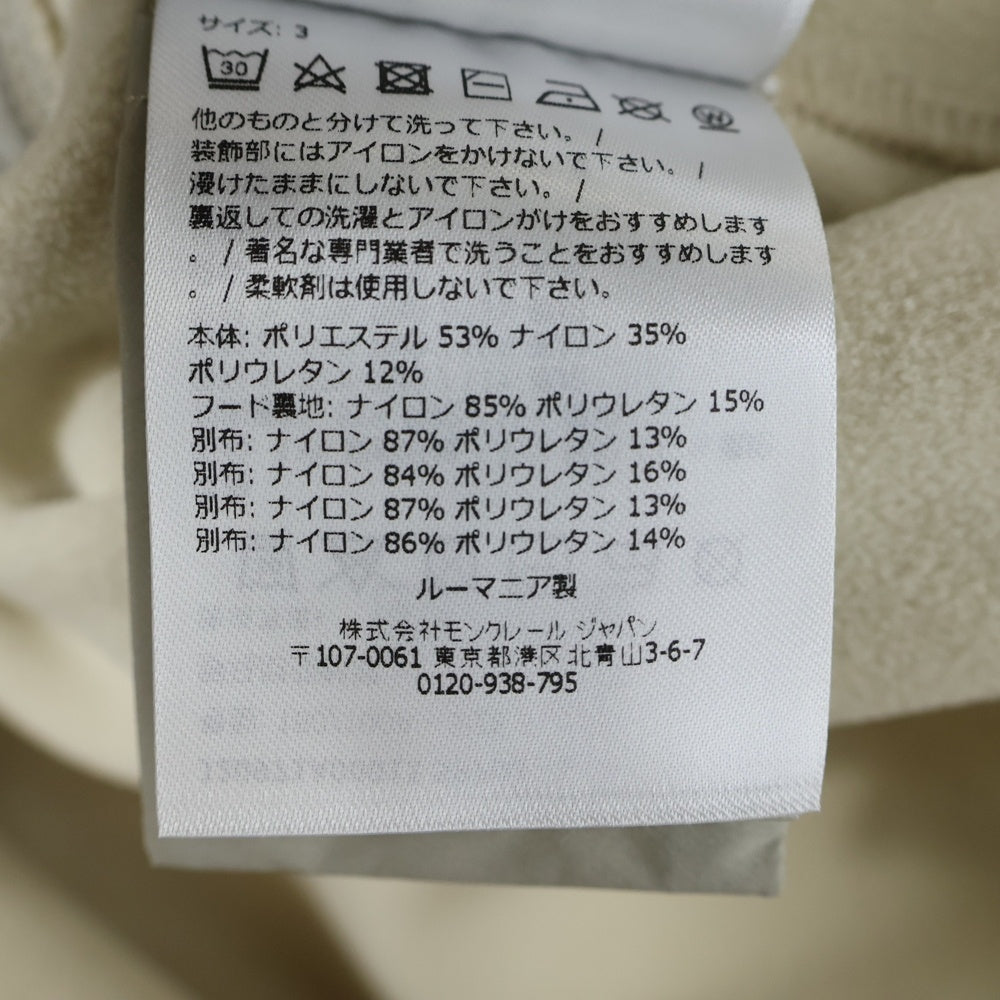 サイズ: 3
30
W
他のものと分けて洗って下さい。 /
装飾部にはアイロンをかけないで下さい。 /
浸けたままにしないで下さい。 /
裏返しての洗濯とアイロンがけをおすすめします
。 / 著名な専門業者で洗うことをおすすめします
。 / 柔軟剤は使用しないで下さい。
本体: ポリエステル 53% ナイロン 35%
ポリウレタン 12%
フード裏地: ナイロン 85% ポリウレタン 15%
別布: ナイロン 87% ポリウレタン 13%
別布: ナイロン 84% ポリウレタン 16%
別布: ナイロン 87% ポリウレタン 13%
別布: ナイロン 86% ポリウレタン 14%
ルーマニア製
株式会社モンクレール ジャパン
〒107-0061 東京都港区北青山3-6-7
0120-938-795